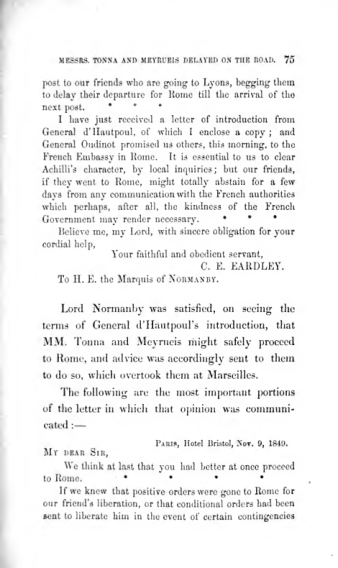 MESSRS. TONNA AND MEYRUEIS DELAYED ON THE ROAD. 75
post to our friends who are going to Lyons, begging them
to delay their departure for Rome till the arrival of the
next post. * * *
I have just received a letter of introduction from
General d'Hautpoul, of which I enclose a copy ; and
General Oudinot promised us others, this morning, to the
French Embassy in Rome. It is essential to us to clear
Achilli's character, by local inquiries; but our friends,
if they went to Rome, might totally abstain for a few
days from any communication with the French authorities
which perhaps, after all, the kindness of the French
Government may render necessary. * * *
Believe me, my Lord, with sincere obligation for your
cordial help,
Your faithful and obedient servant,
C. E. EARDLEY.
To H. E. the Marquis of NORMANBY.
Lord Normanby was satisfied, on seeing the
terms of General d'Hautpoul's introduction, that
MM. Tonna and Meyrueis might safely proceed
to Rome, and advice was accordingly sent to them
to do so, which overtook them at Marseilles.
The following are the most important portions
of the letter in which that opinion was communi-
cated :—
PARIS, Hotel Bristol, Nov. 9, 1849.
MY DEAR SIR,
We think at last that you had better at once proceed
to Rome. * * * *
If we knew that positive orders were gone to Rome for
our friend's liberation, or that conditional orders had been
sent to liberate him in the event of certain contingencies